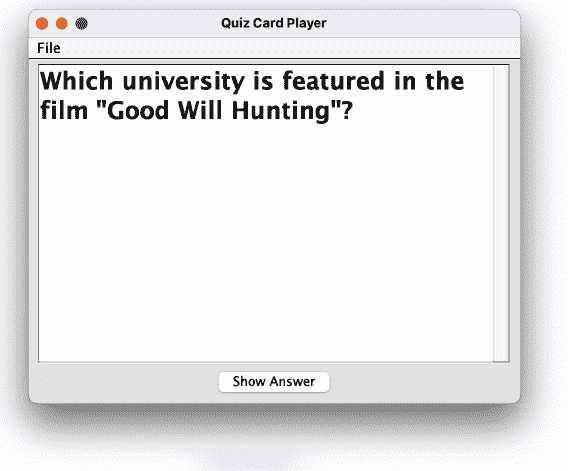 Quiz Card Player
File
Which university is featured in the
film "Good Will Hunting"?
Show Answer